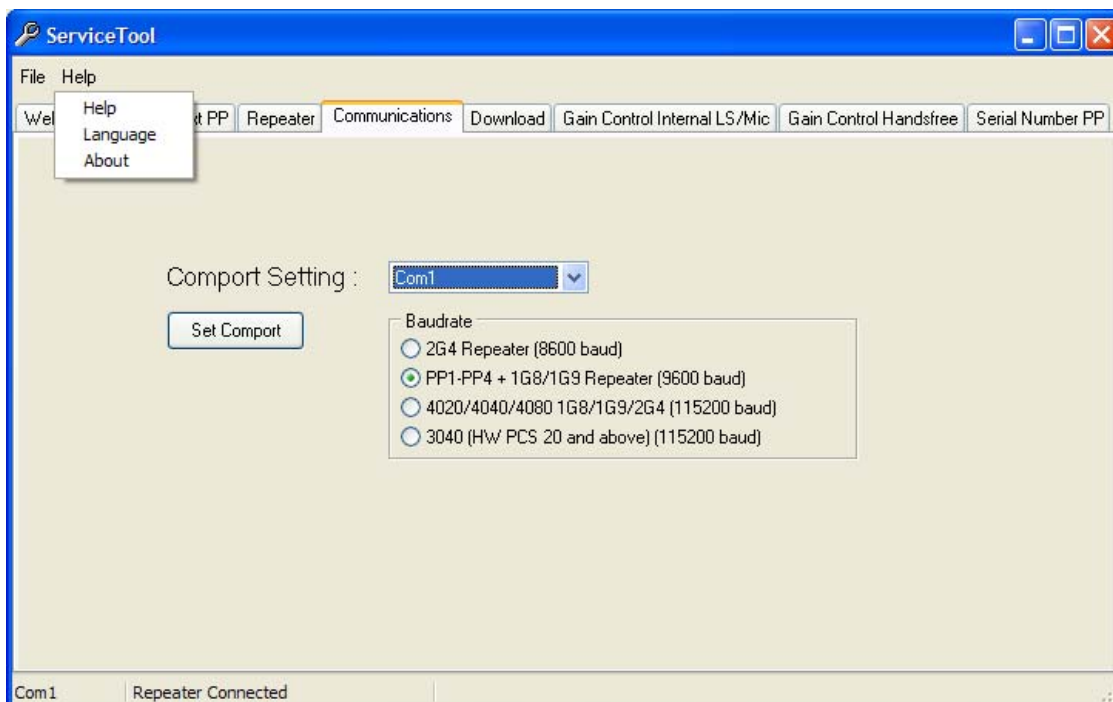 ServiceTool
File Help
Help
Language
About
Repeater Communications Download Gain Control Internal LS/Mic Gain Control Handsfree Serial Number PP
PP
Comport Setting :
Com1
Set Comport
Baudrate
2G4 Repeater (8600 baud)
PP1-PP4 + 1G8/1G9 Repeater (9600 baud)
4020/4040/4080 1G8/1G9/2G4 (115200 baud)
3040 (HW PCS 20 and above) (115200 baud)
Com1
Repeater Connected